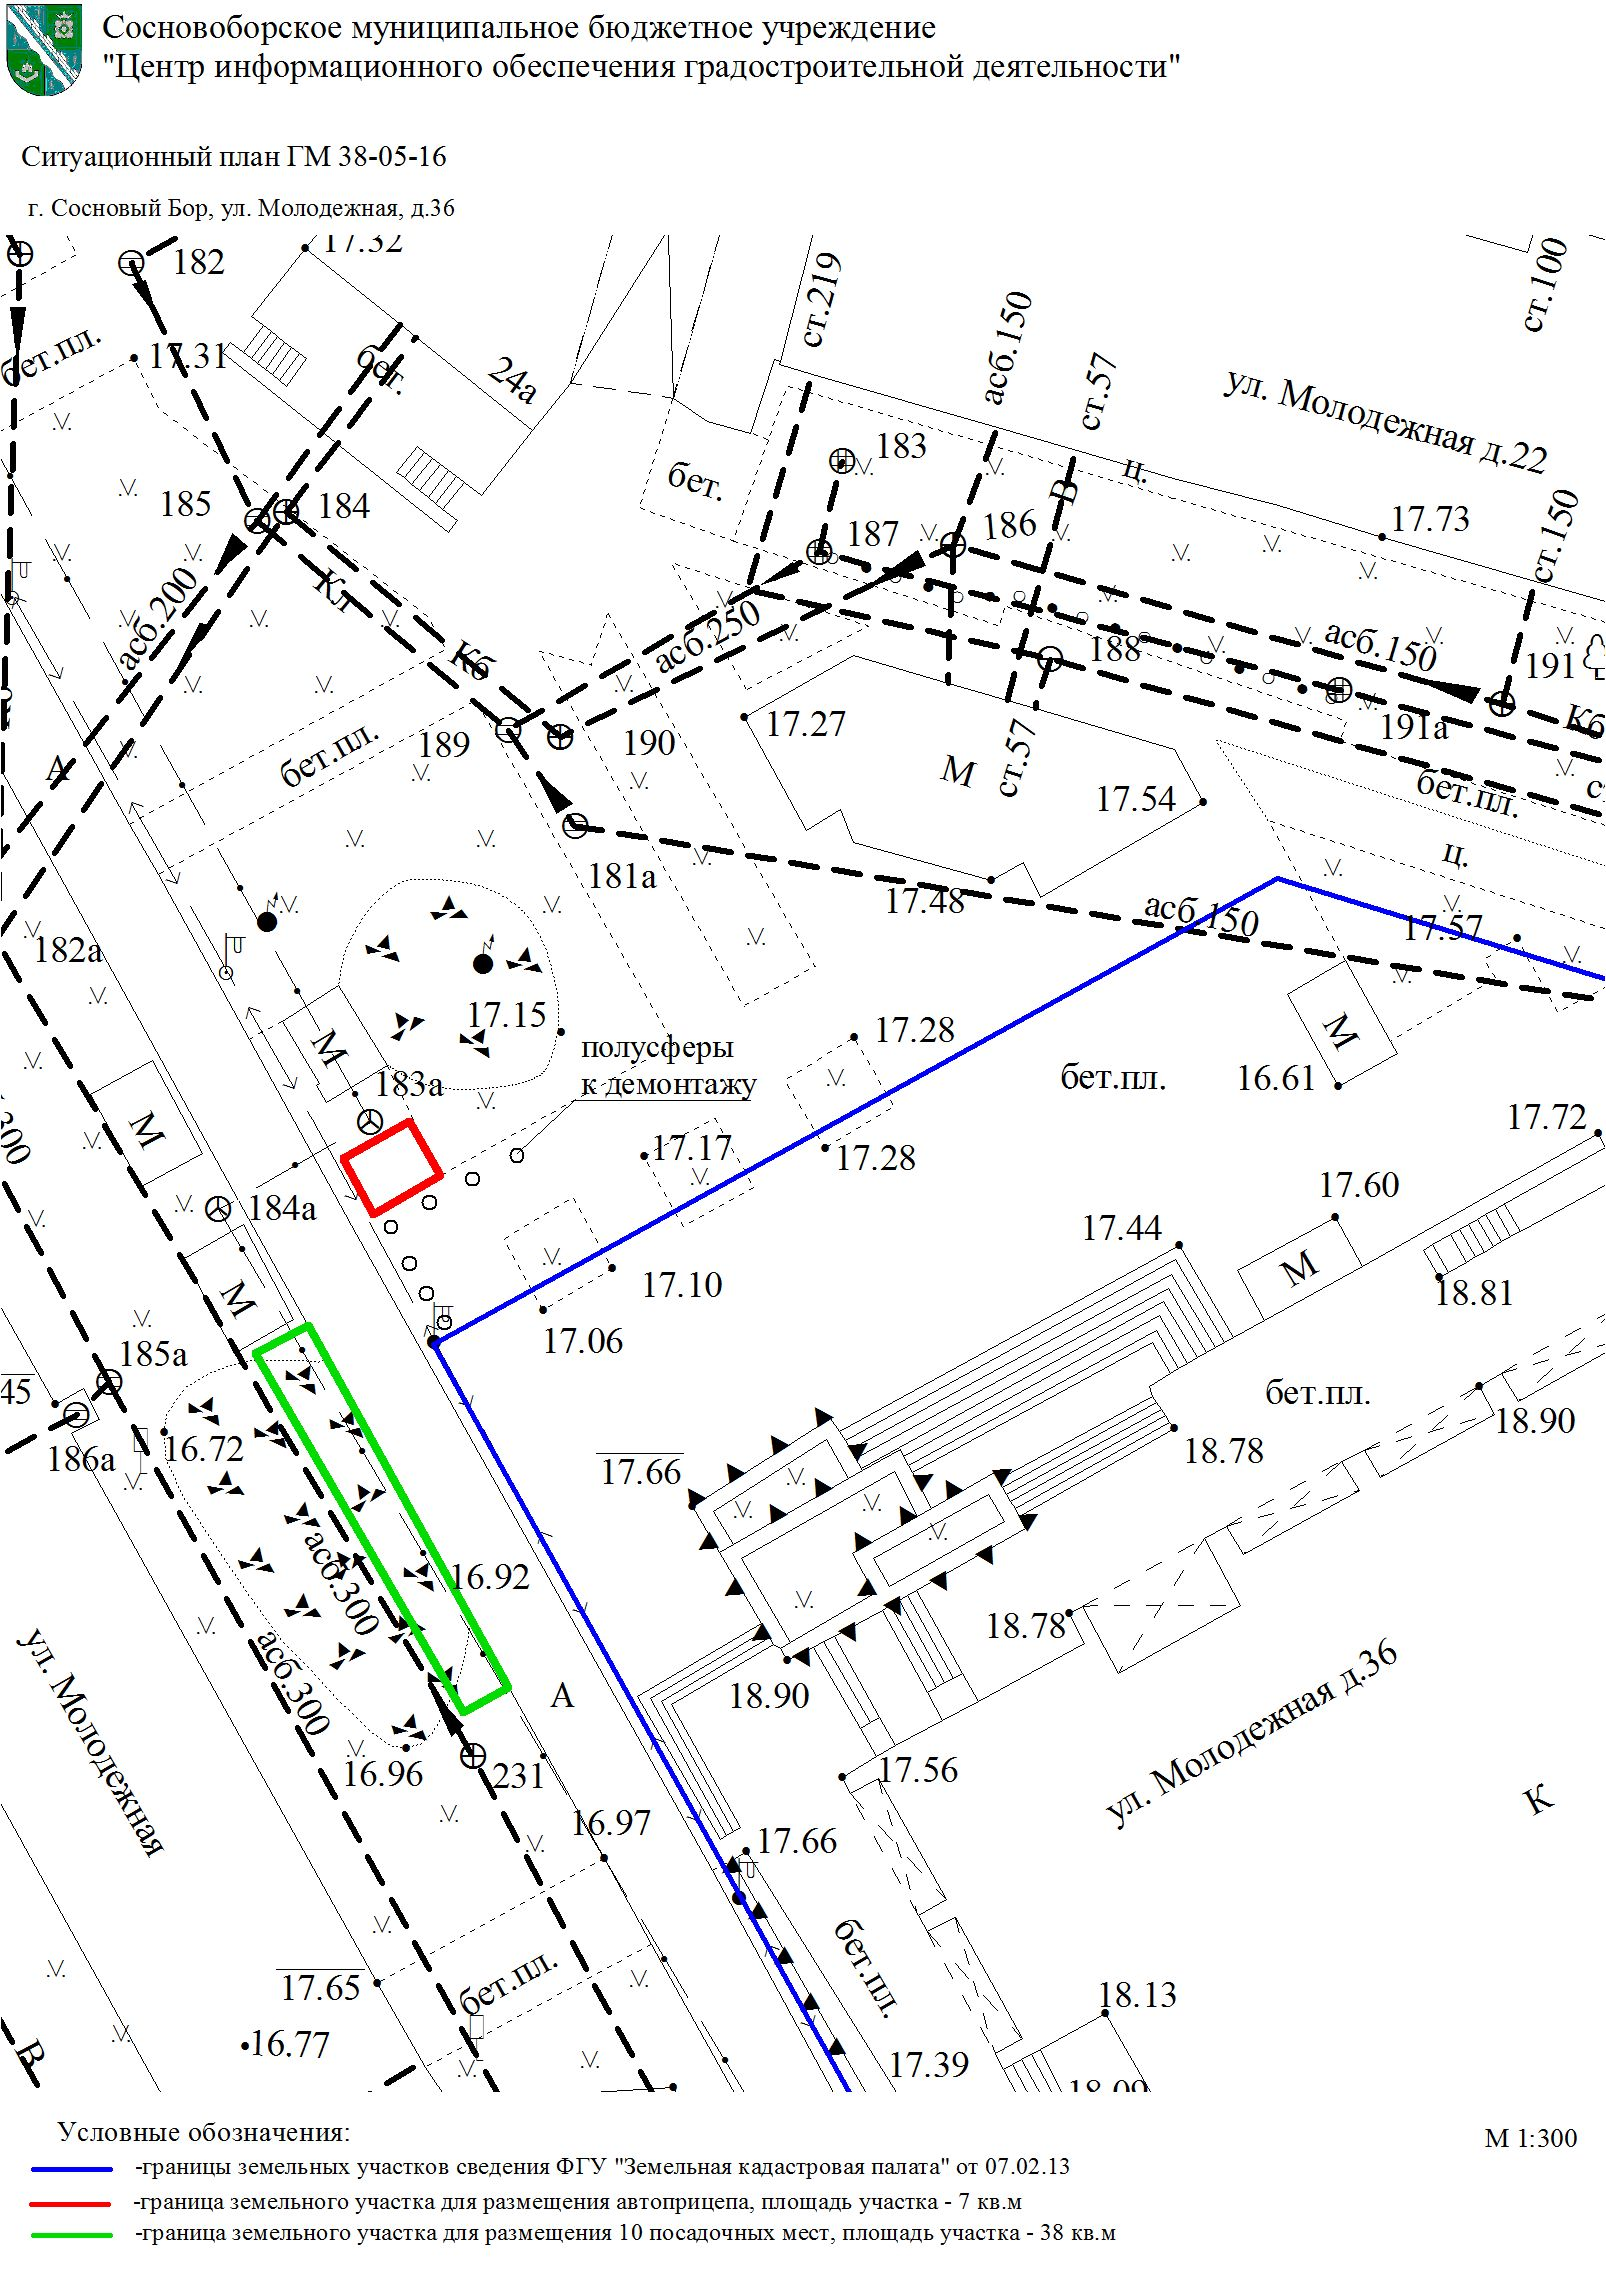 Сосновоборское муниципальное бюджетное учреждение
"Центр информационного обеспечения градостроительной деятельности"
Ситуационный план ГМ 38-05-16
г. Сосновый Бор, ул. Молодежная, д.36
182
17.32
ст.219
ст.100
асб.150
бет.пл.
17.31
бет.
24а
ст.57
ул. Молодежная д.22
183
ц.
бет.
В
185
184
187
186
17.73
ст.150
асб.200
Кл
Кб
асб.250
188
асб.150
191
А
189
190
бет.пл.
17.27
М
ст.57
191а
Кб
17.54
бет.пл.
181а
17.48
ц.
асб.150
17.57
182а
17.15
М
полусферы
к демонтажу
17.28
бет.пл.
16.61
М
183а
М
17.17
17.28
17.72
184а
17.60
17.44
М
17.10
М
18.81
17.06
185а
45
бет.пл.
16.72
186а
17.66
18.78
18.90
асб.300
16.92
асб.300
18.78
ул. Молодежная
А
18.90
ул. Молодежная д.36
16.96
231
17.56
К
16.97
17.66
бет.пл.
17.65
бет.пл.
18.13
16.77
В
17.39
18.09
Условные обозначения:
М 1:300
-границы земельных участков сведения ФГУ "Земельная кадастровая палата" от 07.02.13
-граница земельного участка для размещения автоприцепа, площадь участка - 7 кв.м
-граница земельного участка для размещения 10 посадочных мест, площадь участка - 38 кв.м